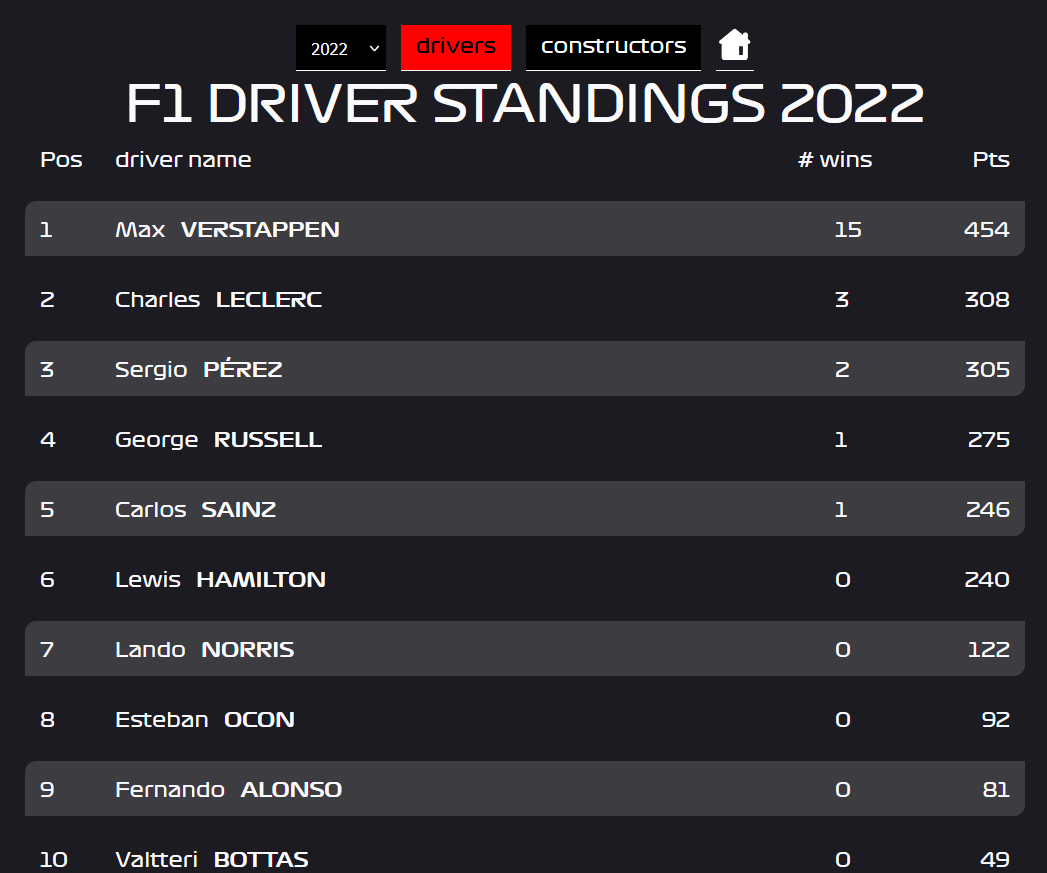 2022 drivers constructors
F1 DRIVER STANDINGS 2022
Pos driver name # wins Pts
1 Max VERSTAPPEN 15 454
2 Charles LECLERC 3 308
3 Sergio PÉREZ 2 305
4 George RUSSELL 1 275
5 Carlos SAINZ 1 246
6 Lewis HAMILTON 0 240
7 Lando NORRIS 0 122
8 Esteban OCON 0 92
9 Fernando ALONSO 0 81
10 Valtteri BOTTAS 0 49